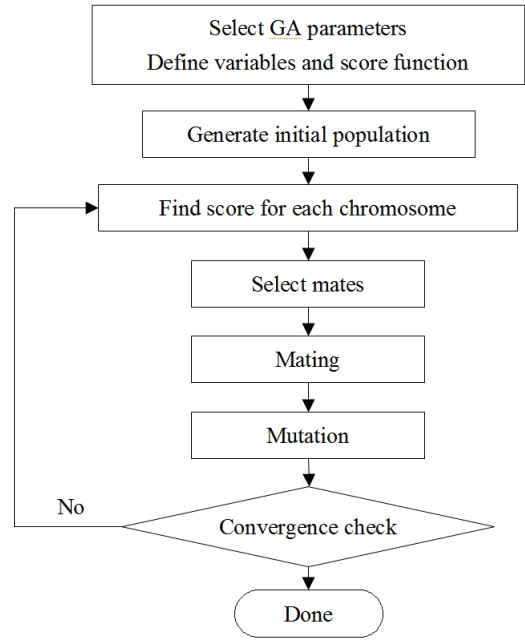 Select GA parameters
Define variables and score function
Generate initial population
Find score for each chromosome
Select mates
Mating
Mutation
Convergence check
No
Done